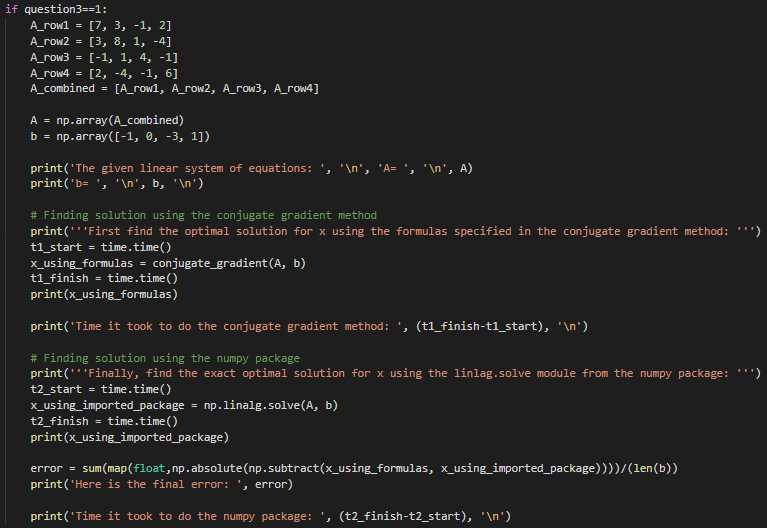 if question3==1:
    A_row1 = [7, 3, -1, 2]
    A_row2 = [3, 8, 1, -4]
    A_row3 = [-1, 1, 4, -1]
    A_row4 = [2, -4, -1, 6]
    A_combined = [A_row1, A_row2, A_row3, A_row4]

    A = np.array(A_combined)
    b = np.array([-1, 0, -3, 1])

    print('The given linear system of equations: ', '\n', 'A= ', '\n', A)
    print('b= ', '\n', b, '\n')

    # Finding solution using the conjugate gradient method
    print('''First find the optimal solution for x using the formulas specified in the conjugate gradient method: ''')
    t1_start = time.time()
    x_using_formulas = conjugate_gradient(A, b)
    t1_finish = time.time()
    print(x_using_formulas)

    print('Time it took to do the conjugate gradient method: ', (t1_finish-t1_start), '\n')

    # Finding solution using the numpy package
    print('''Finally, find the exact optimal solution for x using the linlag.solve module from the numpy package: ''')
    t2_start = time.time()
    x_using_imported_package = np.linalg.solve(A, b)
    t2_finish = time.time()
    print(x_using_imported_package)

    error = sum(map(float,np.absolute(np.subtract(x_using_formulas, x_using_imported_package))))/(len(b))
    print('Here is the final error: ', error)

    print('Time it took to do the numpy package: ', (t2_finish-t2_start), '\n')